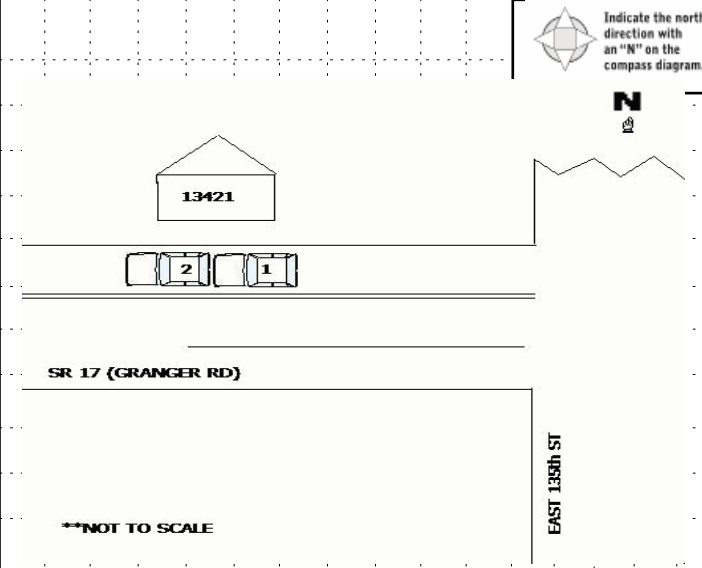 Indicate the north
direction with
an “N” on the
compass diagram.
N
13421
2 1
SR 17 (GRANGER RD)
EAST 135th ST
**NOT TO SCALE